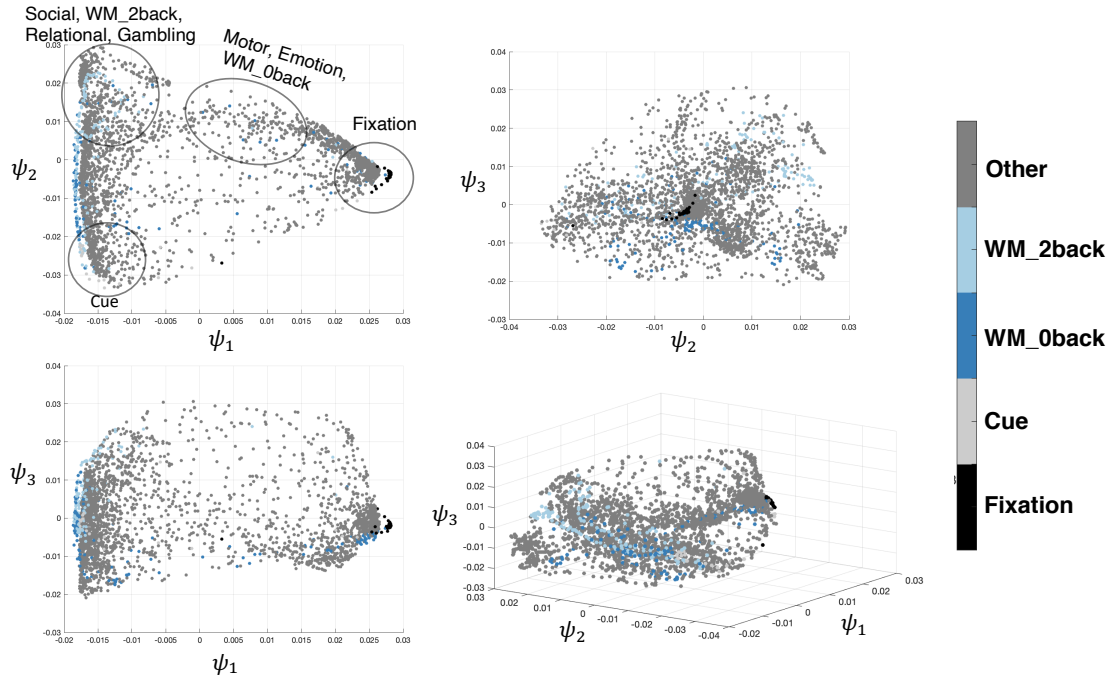 Social, WM_2back,
Relational, Gambling
Motor, Emotion,
WM_0back
Fixation
Cue
0.03
0.02
0.01
0
-0.01
-0.02
-0.03
-0.04
ψ2
-0.02 -0.015 -0.01 -0.005 0 0.005 0.01 0.015 0.02 0.025 0.03
ψ1
0.04
0.03
0.02
0.01
0
-0.01
-0.02
-0.03
ψ3
-0.04 -0.03 -0.02 -0.01 0 0.01 0.02 0.03
ψ2
0.04
0.03
0.02
0.01
0
-0.01
-0.02
-0.03
ψ3
-0.02 -0.015 -0.01 -0.005 0 0.005 0.01 0.015 0.02 0.025 0.03
ψ1
0.04
0.03
0.02
0.01
0
-0.01
-0.02
-0.03
ψ3
0.03 0.02 0.01 0 -0.01 -0.02 -0.03 -0.04
ψ2
-0.02 -0.01 0 0.01 0.02 0.03
ψ1
Other
WM_2back
WM_0back
Cue
Fixation